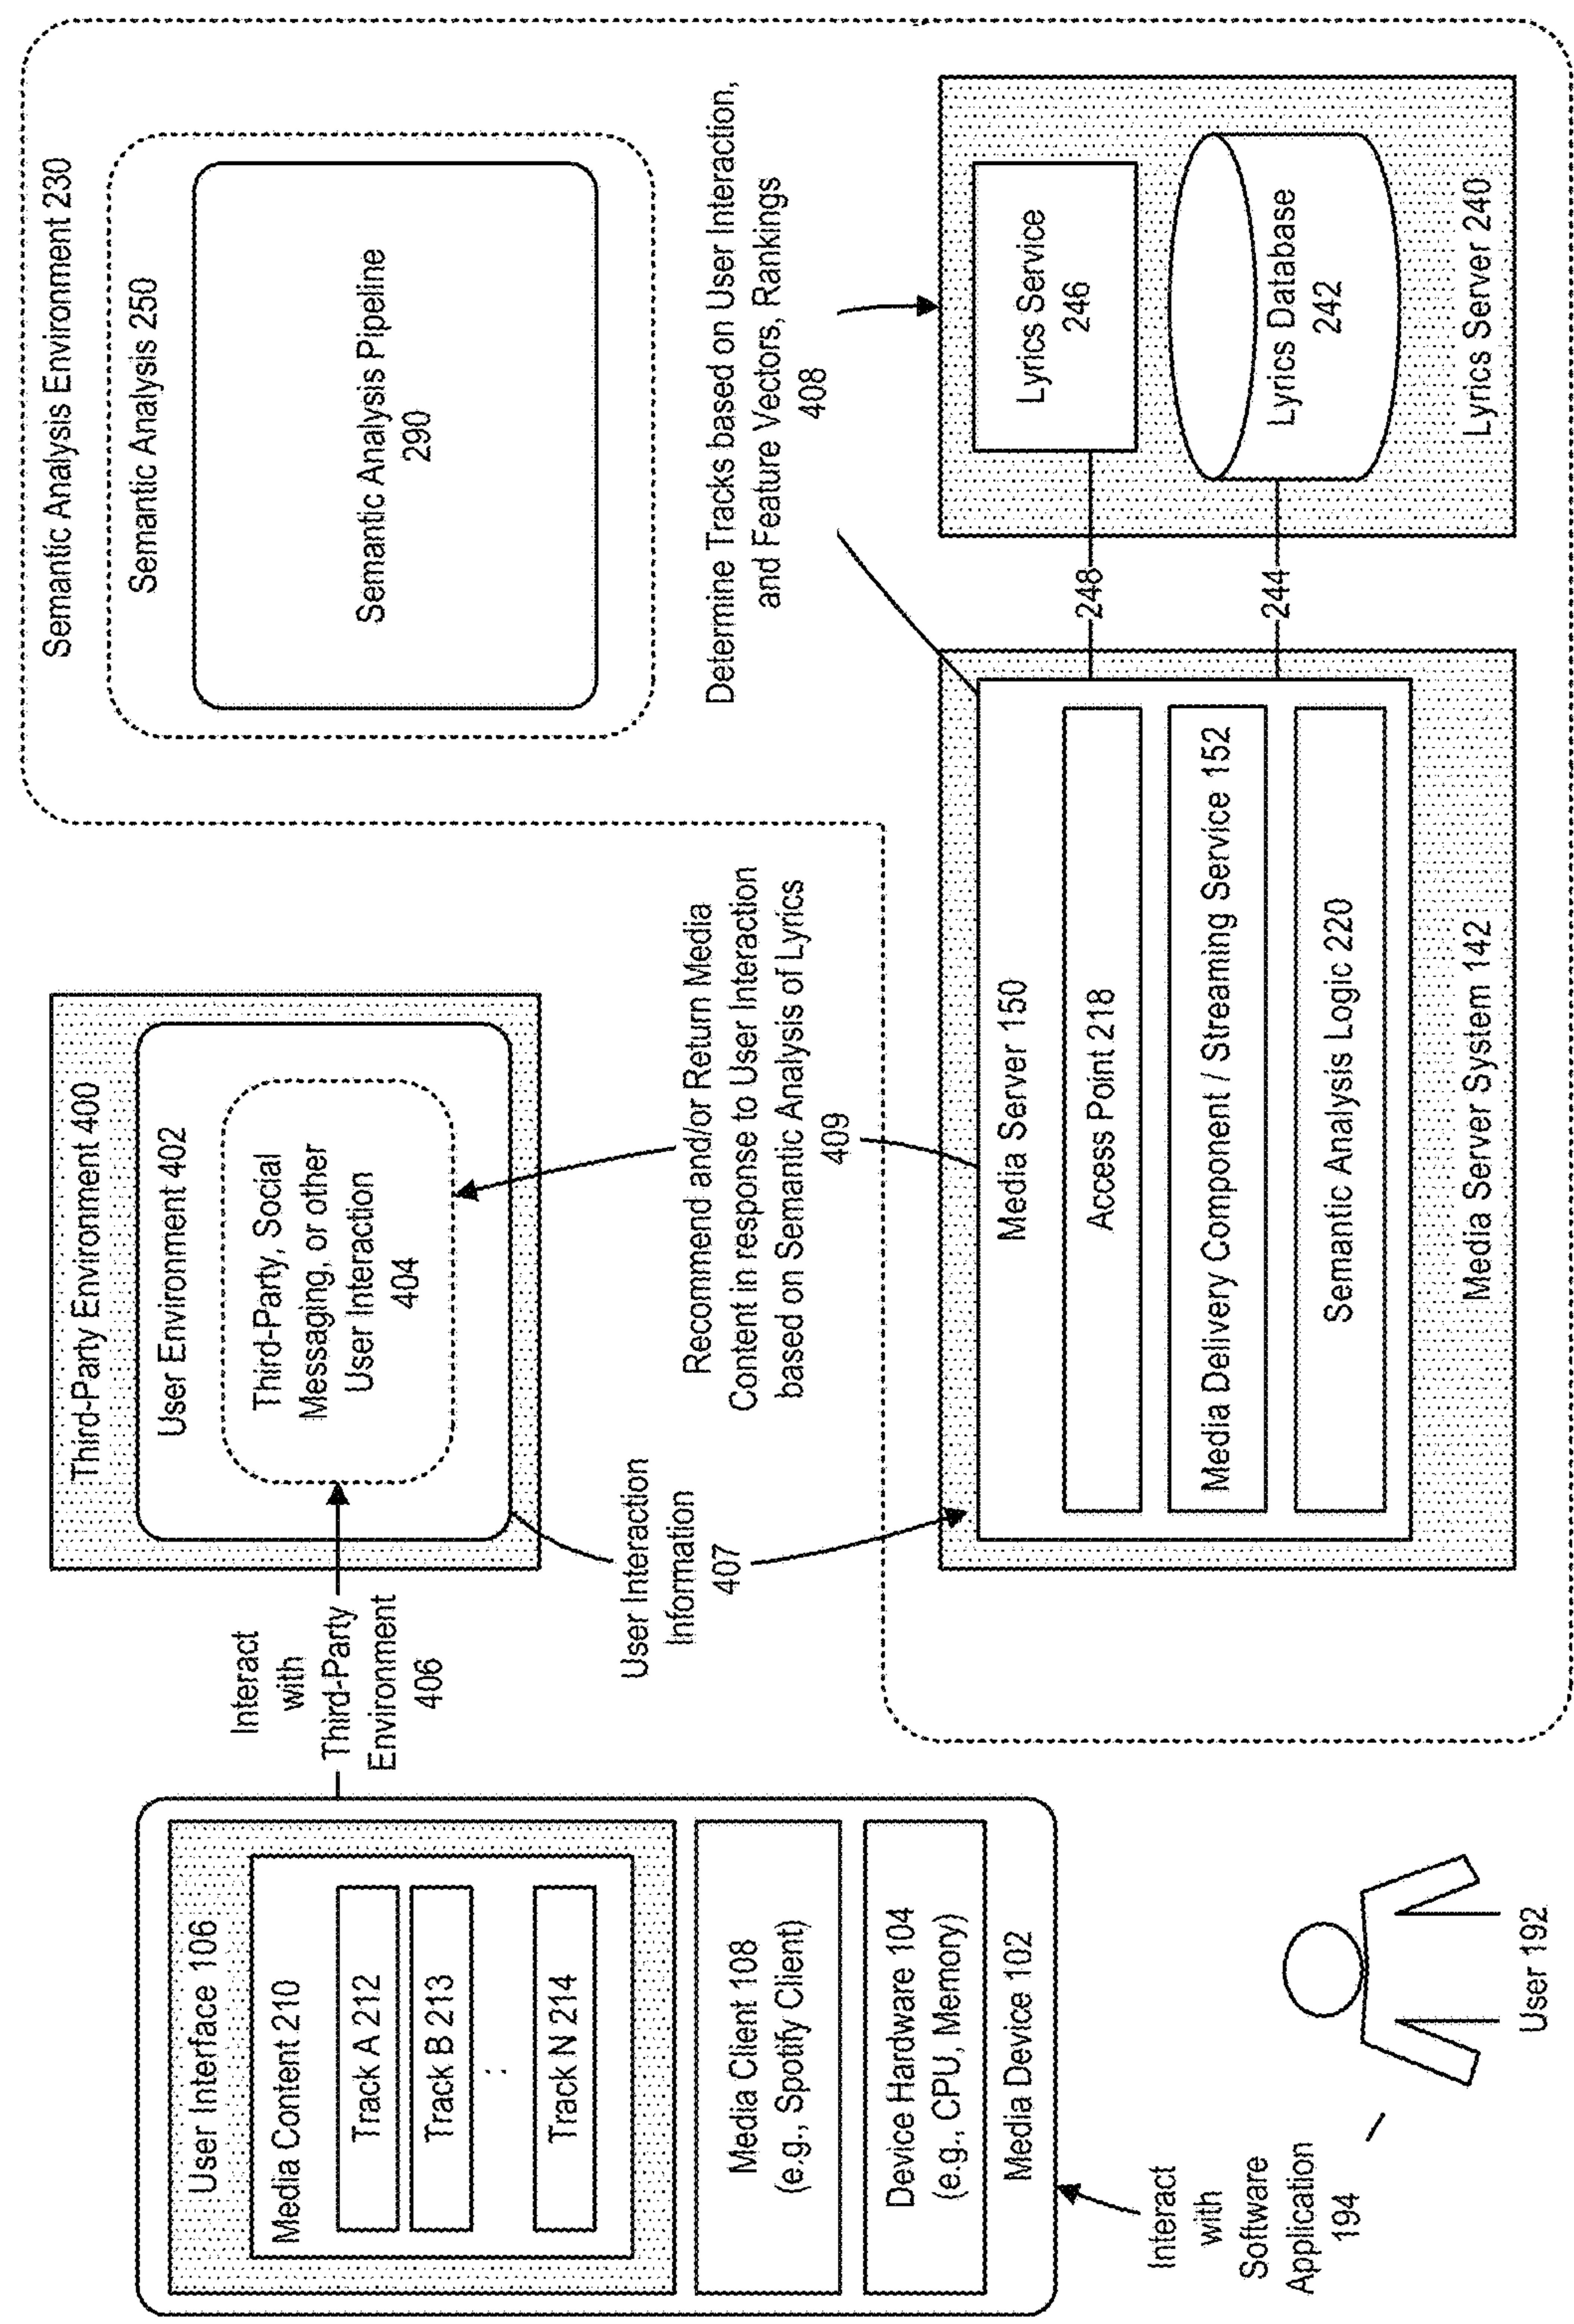 User Interface 106
Media Content 210
Track A 212
Track B 213
:
Track N 214
Media Client 108
(e.g., Spotify Client)
Device Hardware 104
(e.g., CPU, Memory)
Media Device 102
Interact
with
Software
Application
194
User 192
Interact
with
Third-Party
Environment
406
Third-Party Environment 400
User Environment 402
Third-Party, Social
Messaging, or other
User Interaction
404
User Interaction
Information
407
Recommend and/or Return Media
Content in response to User Interaction
based on Semantic Analysis of Lyrics
409
Media Server 150
Access Point 218
Media Delivery Component / Streaming Service 152
Semantic Analysis Logic 220
Media Server System 142
Semantic Analysis Environment 230
Semantic Analysis 250
Semantic Analysis Pipeline
290
Determine Tracks based on User Interaction,
and Feature Vectors, Rankings
408
248
244
Lyrics Service
246
Lyrics Database
242
Lyrics Server 240